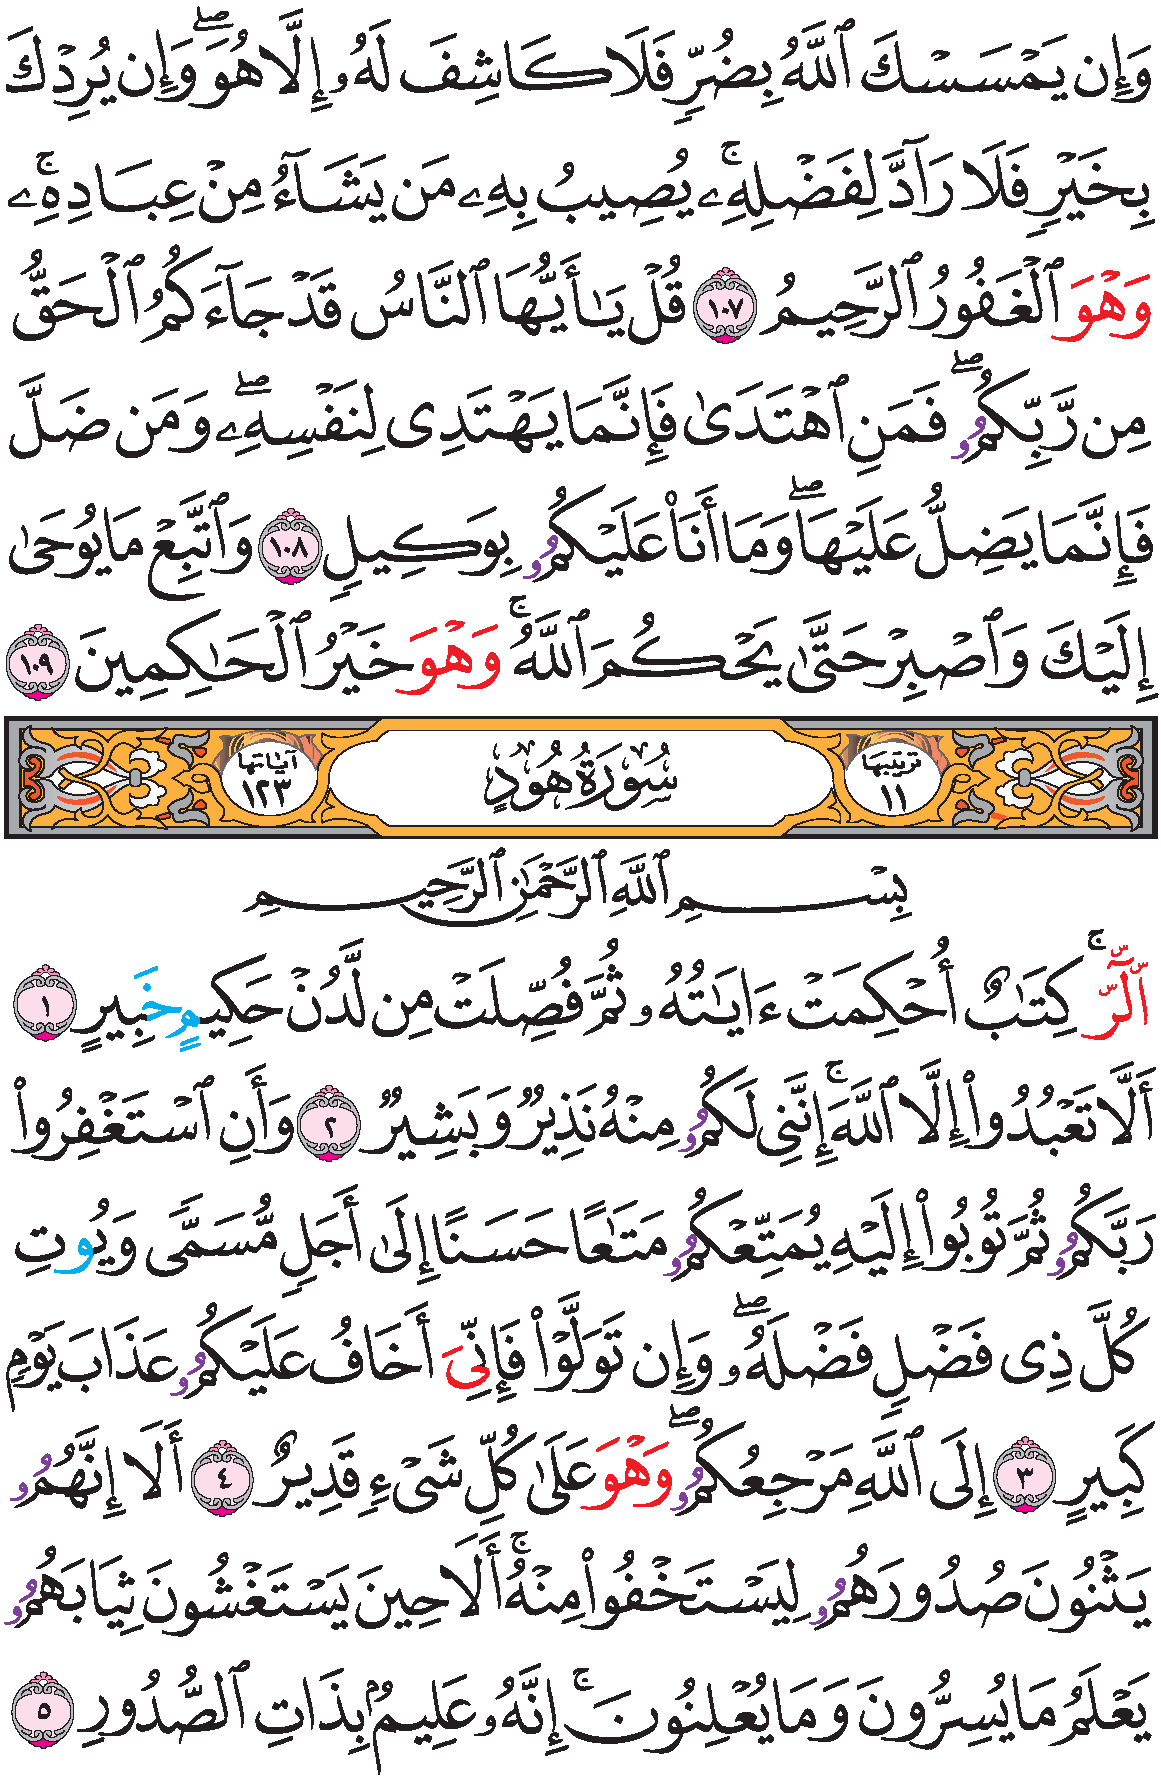 وَإِن يَمْسَسْكَ ٱللَّهُ بِضُرٍّ فَلَا كَاشِفَ لَهُۥ إِلَّا هُوَ ۖ وَإِن يُرِدْكَ
بِخَيْرٍ فَلَا رَآدَّ لِفَضْلِهِۦ ۚ يُصِيبُ بِهِۦ مَن يَشَآءُ مِنْ عِبَادِهِۦ ۚ
وَهْوَ ٱلْغَفُورُ ٱلرَّحِيمُ ١٠٧ قُلْ يَٰٓأَيُّهَا ٱلنَّاسُ قَدْ جَآءَكُمُ ٱلْحَقُّ
مِن رَّبِّكُمُۥ ۖ فَمَنِ ٱهْتَدَىٰ فَإِنَّمَا يَهْتَدِى لِنَفْسِهِۦ ۖ وَمَن ضَلَّ
فَإِنَّمَا يَضِلُّ عَلَيْهَا ۖ وَمَا أَنَا۠ عَلَيْكُمُۥ بِوَكِيلٍ ١٠٨ وَٱتَّبِعْ مَا يُوحَىٰ
إِلَيْكَ وَٱصْبِرْ حَتَّىٰ يَحْكُمَ ٱللَّهُ ۚ وَهْوَ خَيْرُ ٱلْحَٰكِمِينَ ١٠٩
ترتيبها ١١ سُورَةُ هُودٍ آياتها ١٢٣
بِسْمِ ٱللَّهِ ٱلرَّحْمَٰنِ ٱلرَّحِيمِ
الٓر ۚ كِتَٰبٌ أُحْكِمَتْ ءَايَٰتُهُۥ ثُمَّ فُصِّلَتْ مِن لَّدُنْ حَكِيمٍ خَبِيرٍ ١
أَلَّا تَعْبُدُوا۟ إِلَّا ٱللَّهَ ۚ إِنَّنِى لَكُمُۥ مِنْهُ نَذِيرٌ وَبَشِيرٌ ٢ وَأَنِ ٱسْتَغْفِرُوا۟
رَبَّكُمُۥ ثُمَّ تُوبُوا۟ إِلَيْهِ يُمَتِّعْكُمُۥ مَتَٰعًا حَسَنًا إِلَىٰ أَجَلٍ مُّسَمًّى وَيُوتِ
كُلَّ ذِى فَضْلٍ فَضْلَهُۥ ۖ وَإِن تَوَلَّوْا۟ فَإِنِّىَ أَخَافُ عَلَيْكُمُۥ عَذَابَ يَوْمٍ
كَبِيرٍ ٣ إِلَى ٱللَّهِ مَرْجِعُكُمُۥ ۖ وَهْوَ عَلَىٰ كُلِّ شَىْءٍ قَدِيرٌ ٤ أَلَا إِنَّهُمُۥ
يَثْنُونَ صُدُورَهُمُۥ لِيَسْتَخْفُوا۟ مِنْهُ ۚ أَلَا حِينَ يَسْتَغْشُونَ ثِيَابَهُمُۥ
يَعْلَمُ مَا يُسِرُّونَ وَمَا يُعْلِنُونَ ۚ إِنَّهُۥ عَلِيمٌۢ بِذَاتِ ٱلصُّدُورِ ٥